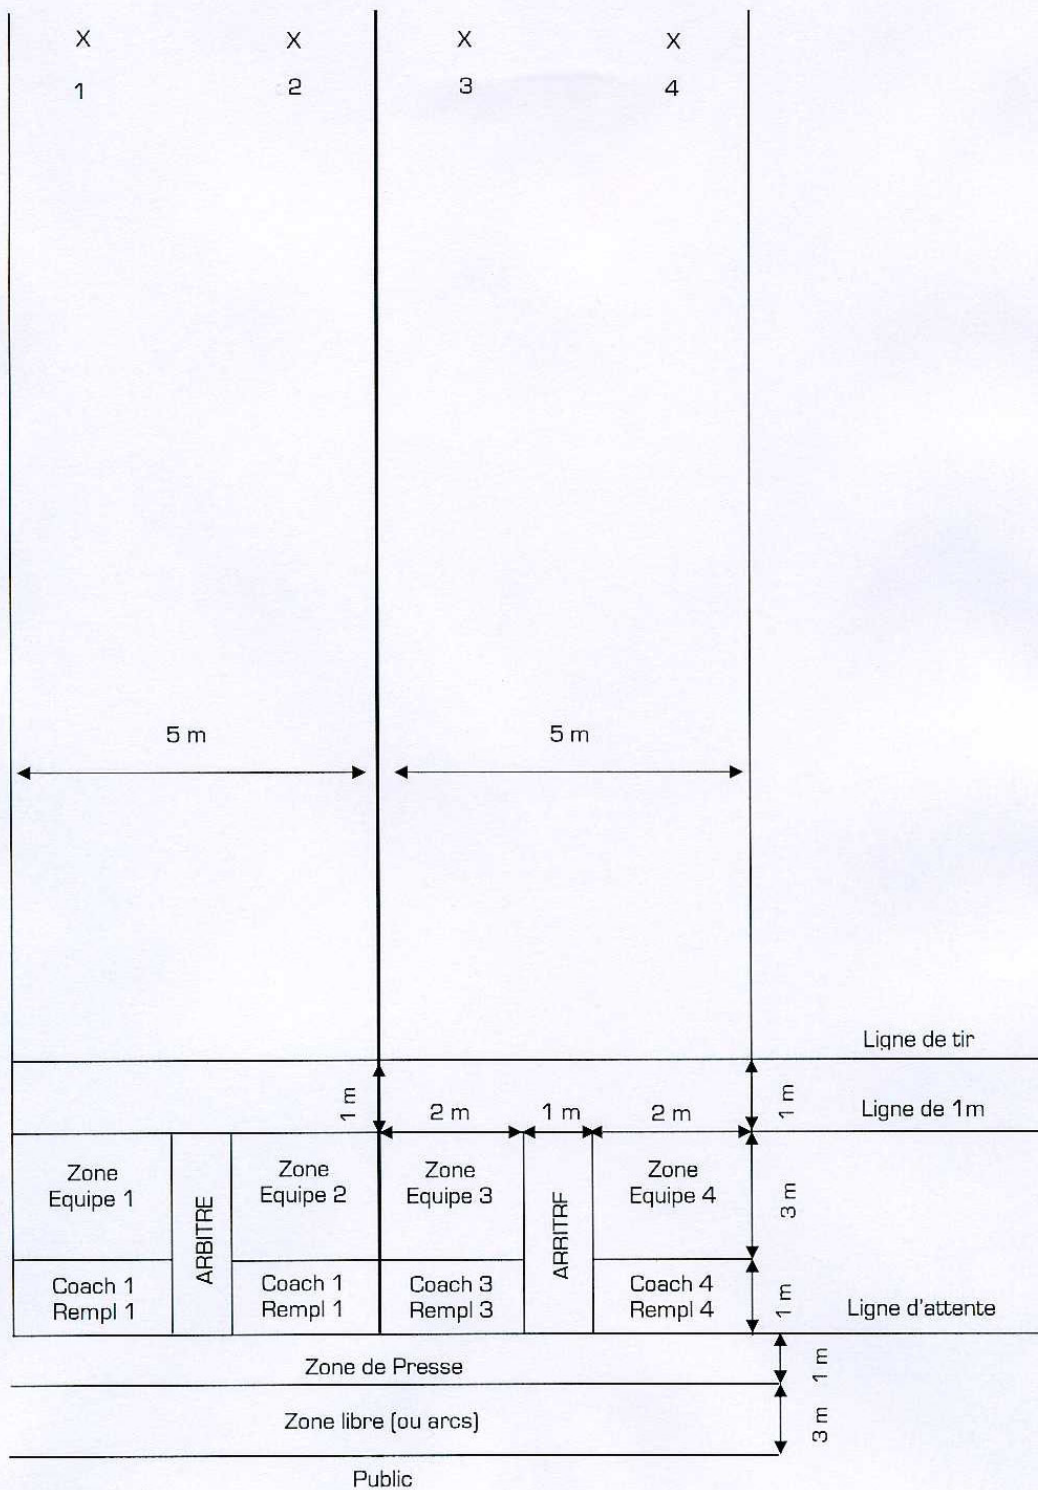 X X X X
1 2 3 4
5 m 5 m
Ligne de tir
1 m 2 m 1 m 2 m 1 m Ligne de 1m
Zone
Equipe 1
ARBITRE
Zone
Equipe 2
Zone
Equipe 3
ARRITRF
Zone
Equipe 4
3 m
Coach 1
Rempl 1
Coach 1
Rempl 1
Coach 3
Rempl 3
Coach 4
Rempl 4
1 m
Ligne d'attente
Zone de Presse
1 m
Zone libre (ou arcs)
3 m
Public